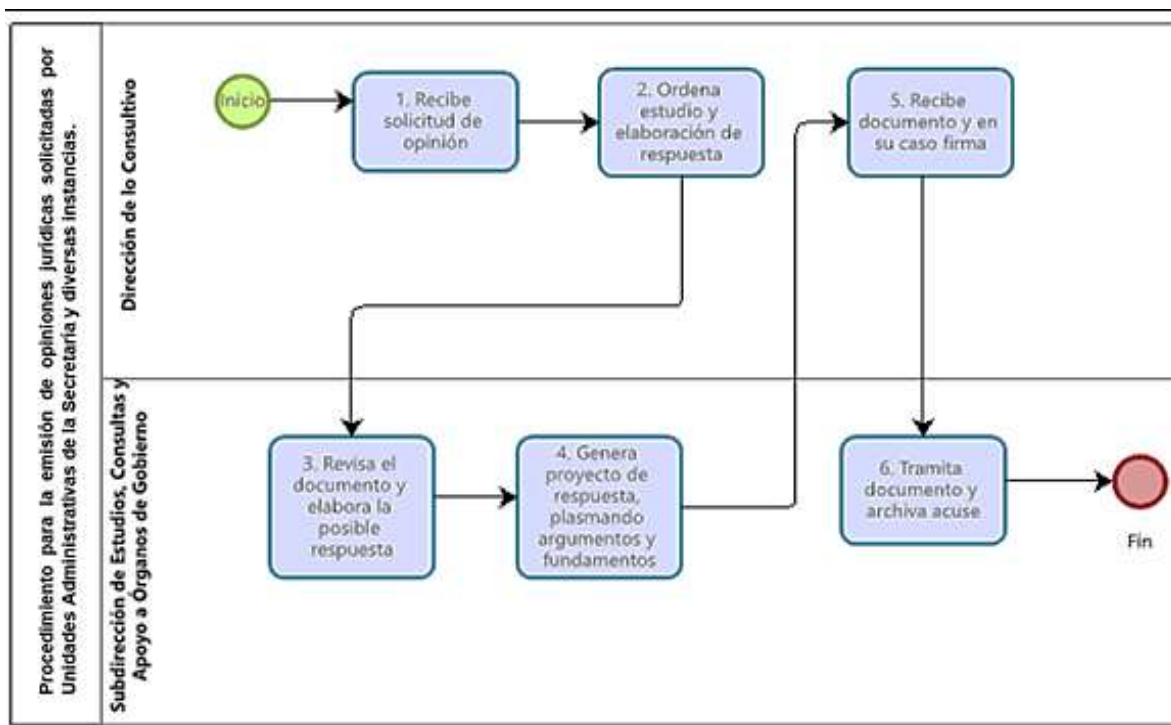 Procedimiento para la emisión de opiniones jurídicas solicitadas por
Unidades Administrativas de la Secretaría y diversas instancias.
Dirección de lo Consultivo
Inicio
1. Recibe
solicitud de
opinión
2. Ordena
estudio y
elaboración de
respuesta
5. Recibe
documento y en
su caso firma
Subdirección de Estudios, Consultas y
Apoyo a Órganos de Gobierno
3. Revisa el
documento y
elabora la
posible
respuesta
4. Genera
proyecto de
respuesta,
plasmando
argumentos y
fundamentos
6. Tramita
documento y
archiva acuse
Fin